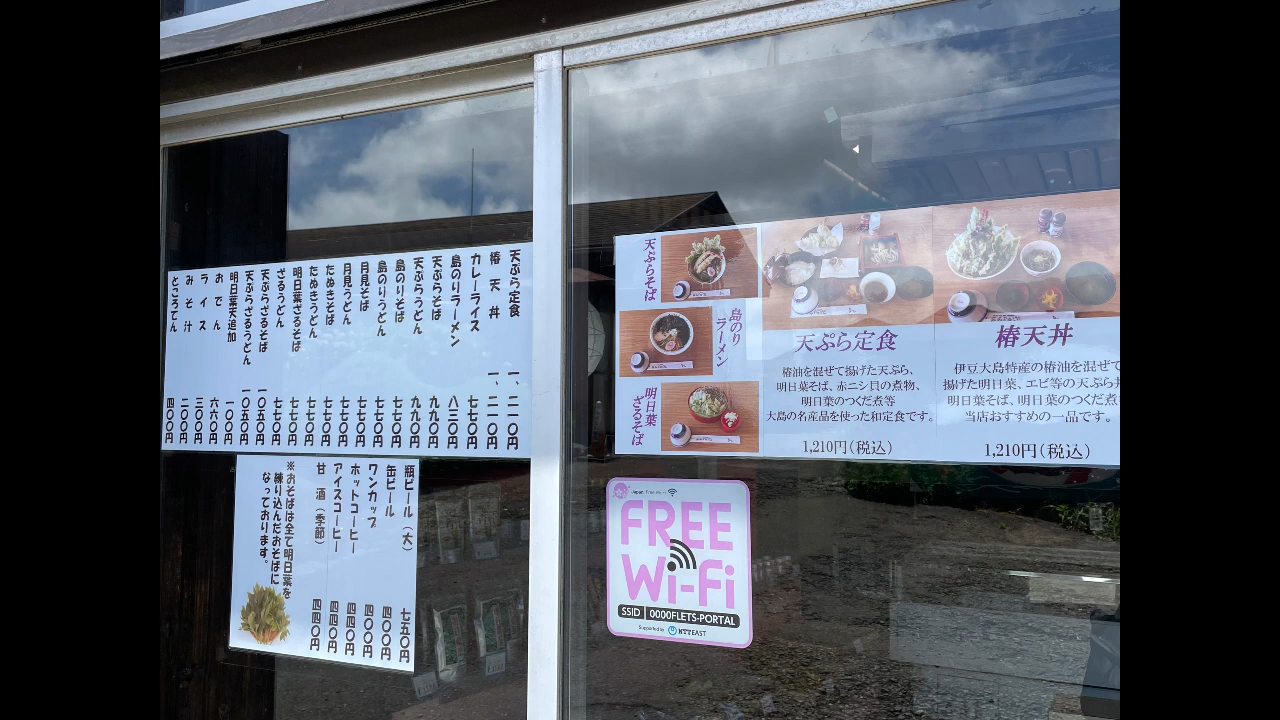 天ぷら定食 一、二一〇円
椿天丼 一、二一〇円
カレーライス 七七〇円
島のりラーメン 八三〇円
天ぷらそば 九九〇円
天ぷらうどん 九九〇円
島のりそば 七七〇円
島のりうどん 七七〇円
月見そば 七七〇円
月見うどん 七七〇円
たぬきそば 七七〇円
たぬきうどん 七七〇円
明日葉ざるそば 七七〇円
ざるうどん 七七〇円
天ぷらざるそば 一〇五〇円
天ぷらざるうどん 一〇五〇円
明日葉天追加 一〇〇円
おでん 六六〇円
ライス 三〇〇円
みそ汁 二〇〇円
ところてん 四〇〇円
瓶ビール（大） 七五〇円
缶ビール
ワンカップ
ホットコーヒー 四四〇円
アイスコーヒー 四四〇円
甘酒（季節） 四四〇円
※おそばは全て明日葉を
練り込んだおそばに
なっております。
天ぷらそば
島のり
ラーメン
明日葉
ざるそば
天ぷら定食
椿油を混ぜて揚げた天ぷら、
明日葉そば、赤ニシ貝の煮物、
明日葉のつくだ煮等
大島の名産品を使った和定食です。
1,210円(税込)
椿天丼
伊豆大島特産の椿油を混ぜて
揚げた明日葉、エビ等の天ぷら丼
明日葉そば、明日葉のつくだ煮
当店おすすめの一品です。
1,210円(税込)
Japan. Free Wi-Fi
FREE
Wi-Fi
SSID 0000FLETS-PORTAL
Supported by NTT EAST